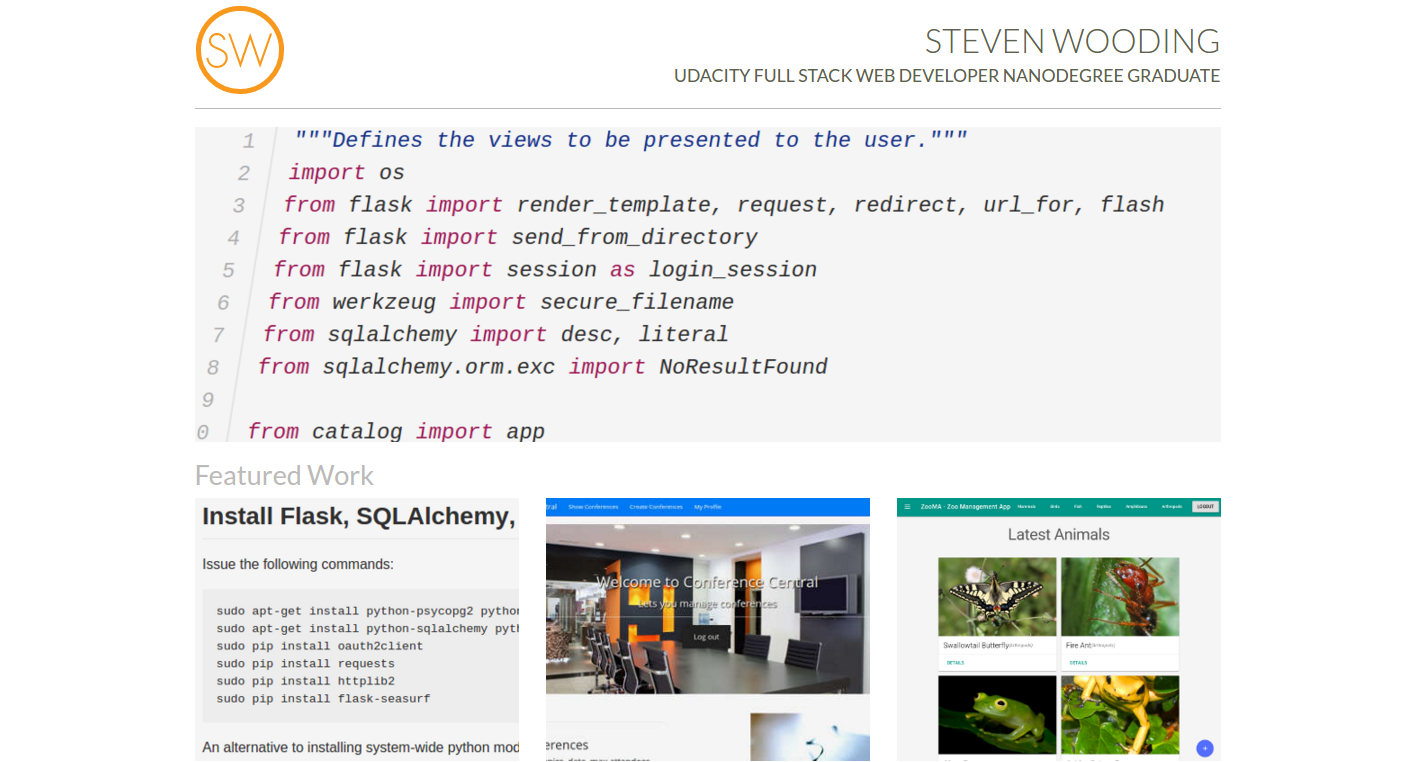 SW
STEVEN WOODING
UDACITY FULL STACK WEB DEVELOPER NANODEGREE GRADUATE
1 """Defines the views to be presented to the user."""
2 import os
3 from flask import render_template, request, redirect, url_for, flash
4 from flask import send_from_directory
5 from flask import session as login_session
6 from werkzeug import secure_filename
7 from sqlalchemy import desc, literal
8 from sqlalchemy.orm.exc import NoResultFound
9
0 from catalog import app
Featured Work
Install Flask, SQLAlchemy,
Issue the following commands:
sudo apt-get install python-psycopg2 python
sudo apt-get install python-sqlalchemy pyth
sudo pip install oauth2client
sudo pip install requests
sudo pip install httplib2
sudo pip install flask-seasurf
An alternative to installing system-wide python mod
tral Show Conferences Create Conferences My Profile
Welcome to Conference Central
Lets you manage conferences
Log out
erences
ZooMA - Zoo Management App Mammals Birds Fish Reptiles Amphibians Arthropods LOGOUT
Latest Animals
Swallowtail Butterfly(Arthropods)
DETAILS
Fire Ant(Arthropods)
DETAILS
+